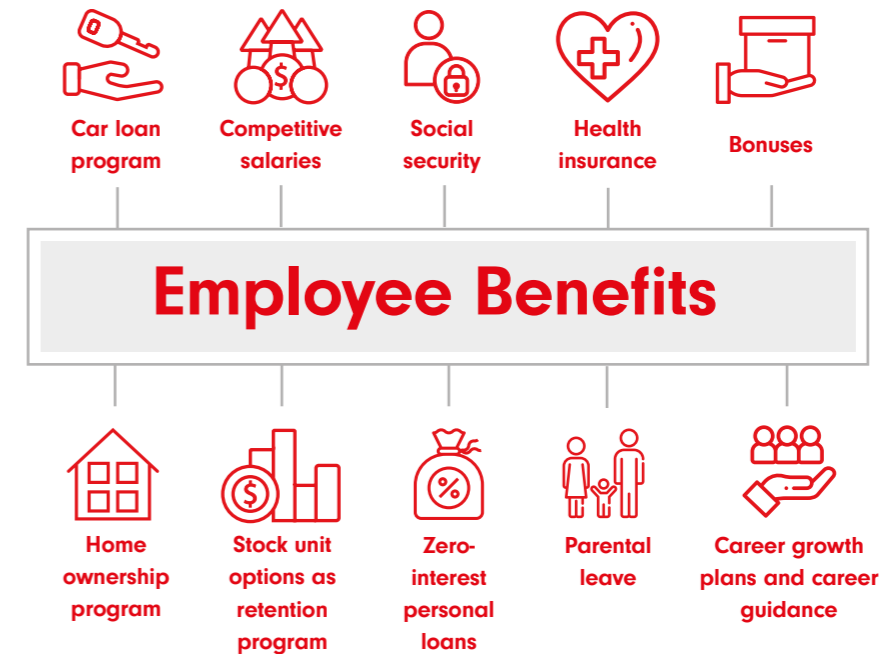 Car loan
program
Competitive
salaries
Social
security
Health
insurance
Bonuses
Employee Benefits
Home
ownership
program
Stock unit
options as
retention
program
Zero-
interest
personal
loans
Parental
leave
Career growth
plans and career
guidance